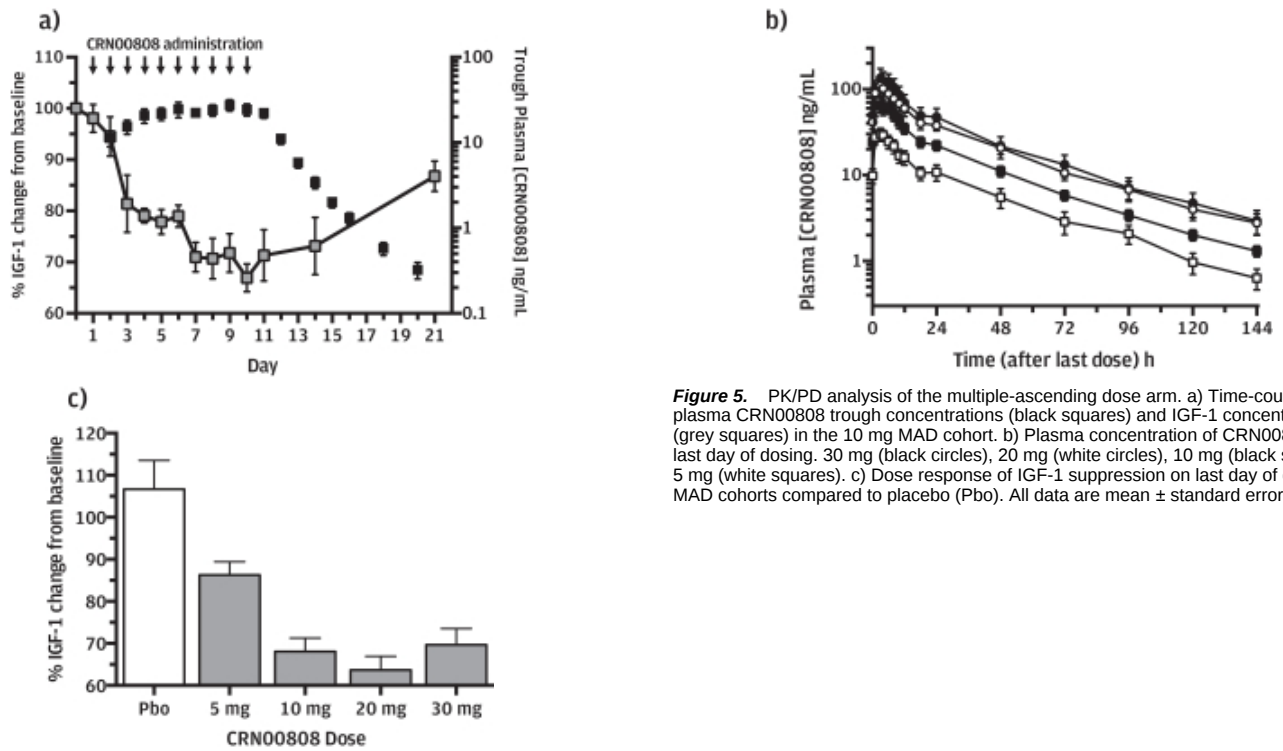 a)
CRN00808 administration
110
100
90
80
70
60
% IGF-1 change from baseline
100
10
1
0.1
Trough Plasma [CRN00808] ng/mL
1 3 5 7 9 11 13 15 17 19 21
Day
b)
100
10
1
Plasma [CRN00808] ng/mL
0 24 48 72 96 120 144
Time (after last dose) h
Figure 5. PK/PD analysis of the multiple-ascending dose arm. a) Time-cou
plasma CRN00808 trough concentrations (black squares) and IGF-1 concent
(grey squares) in the 10 mg MAD cohort. b) Plasma concentration of CRN008
last day of dosing. 30 mg (black circles), 20 mg (white circles), 10 mg (black s
5 mg (white squares). c) Dose response of IGF-1 suppression on last day of
MAD cohorts compared to placebo (Pbo). All data are mean ± standard error
c)
120
110
100
90
80
70
60
% IGF-1 change from baseline
Pbo 5 mg 10 mg 20 mg 30 mg
CRN00808 Dose